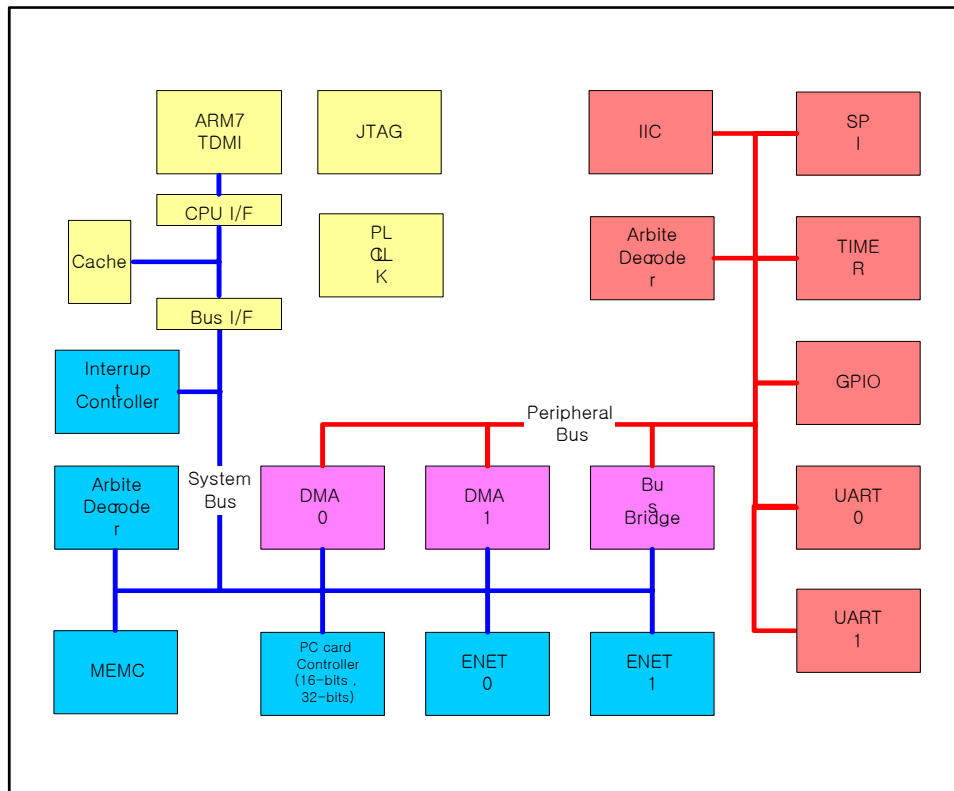 ARM7
TDMI
JTAG
IIC
SP
I
CPU I/F
Cache
PL
L
CL
K
Arbite
r
Decode
r
TIME
R
Bus I/F
Interrup
t
Controller
GPIO
Peripheral
Bus
Arbite
r
Decode
r
System
Bus
DMA
0
DMA
1
Bu
s
Bridge
UART
0
MEMC
PC card
Controller
(16-bits ,
32-bits)
ENET
0
ENET
1
UART
1